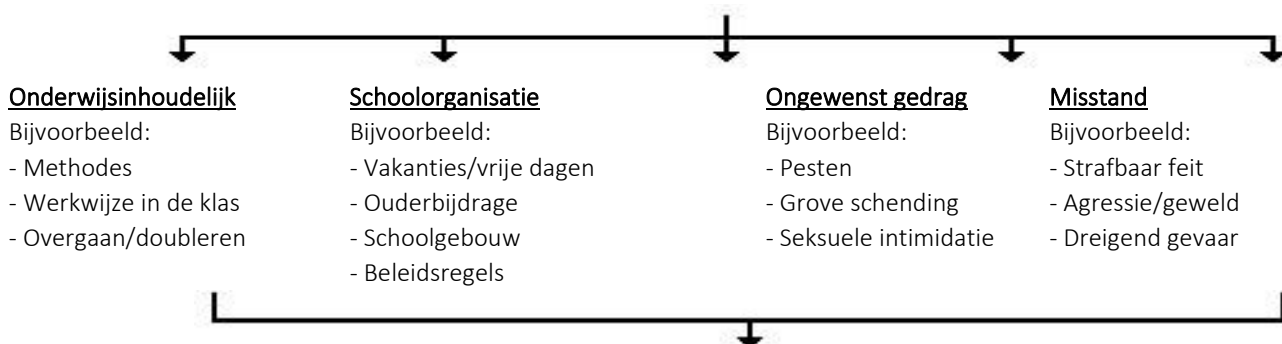 Onderwijsinhoudelijk
Bijvoorbeeld:
- Methodes
- Werkwijze in de klas
- Overgaan/doubleren
Schoolorganisatie
Bijvoorbeeld:
- Vakanties/vrije dagen
- Ouderbijdrage
- Schoolgebouw
- Beleidsregels
Ongewenst gedrag
Bijvoorbeeld:
- Pesten
- Grove schending
- Seksuele intimidatie
Misstand
Bijvoorbeeld:
- Strafbaar feit
- Agressie/geweld
- Dreigend gevaar